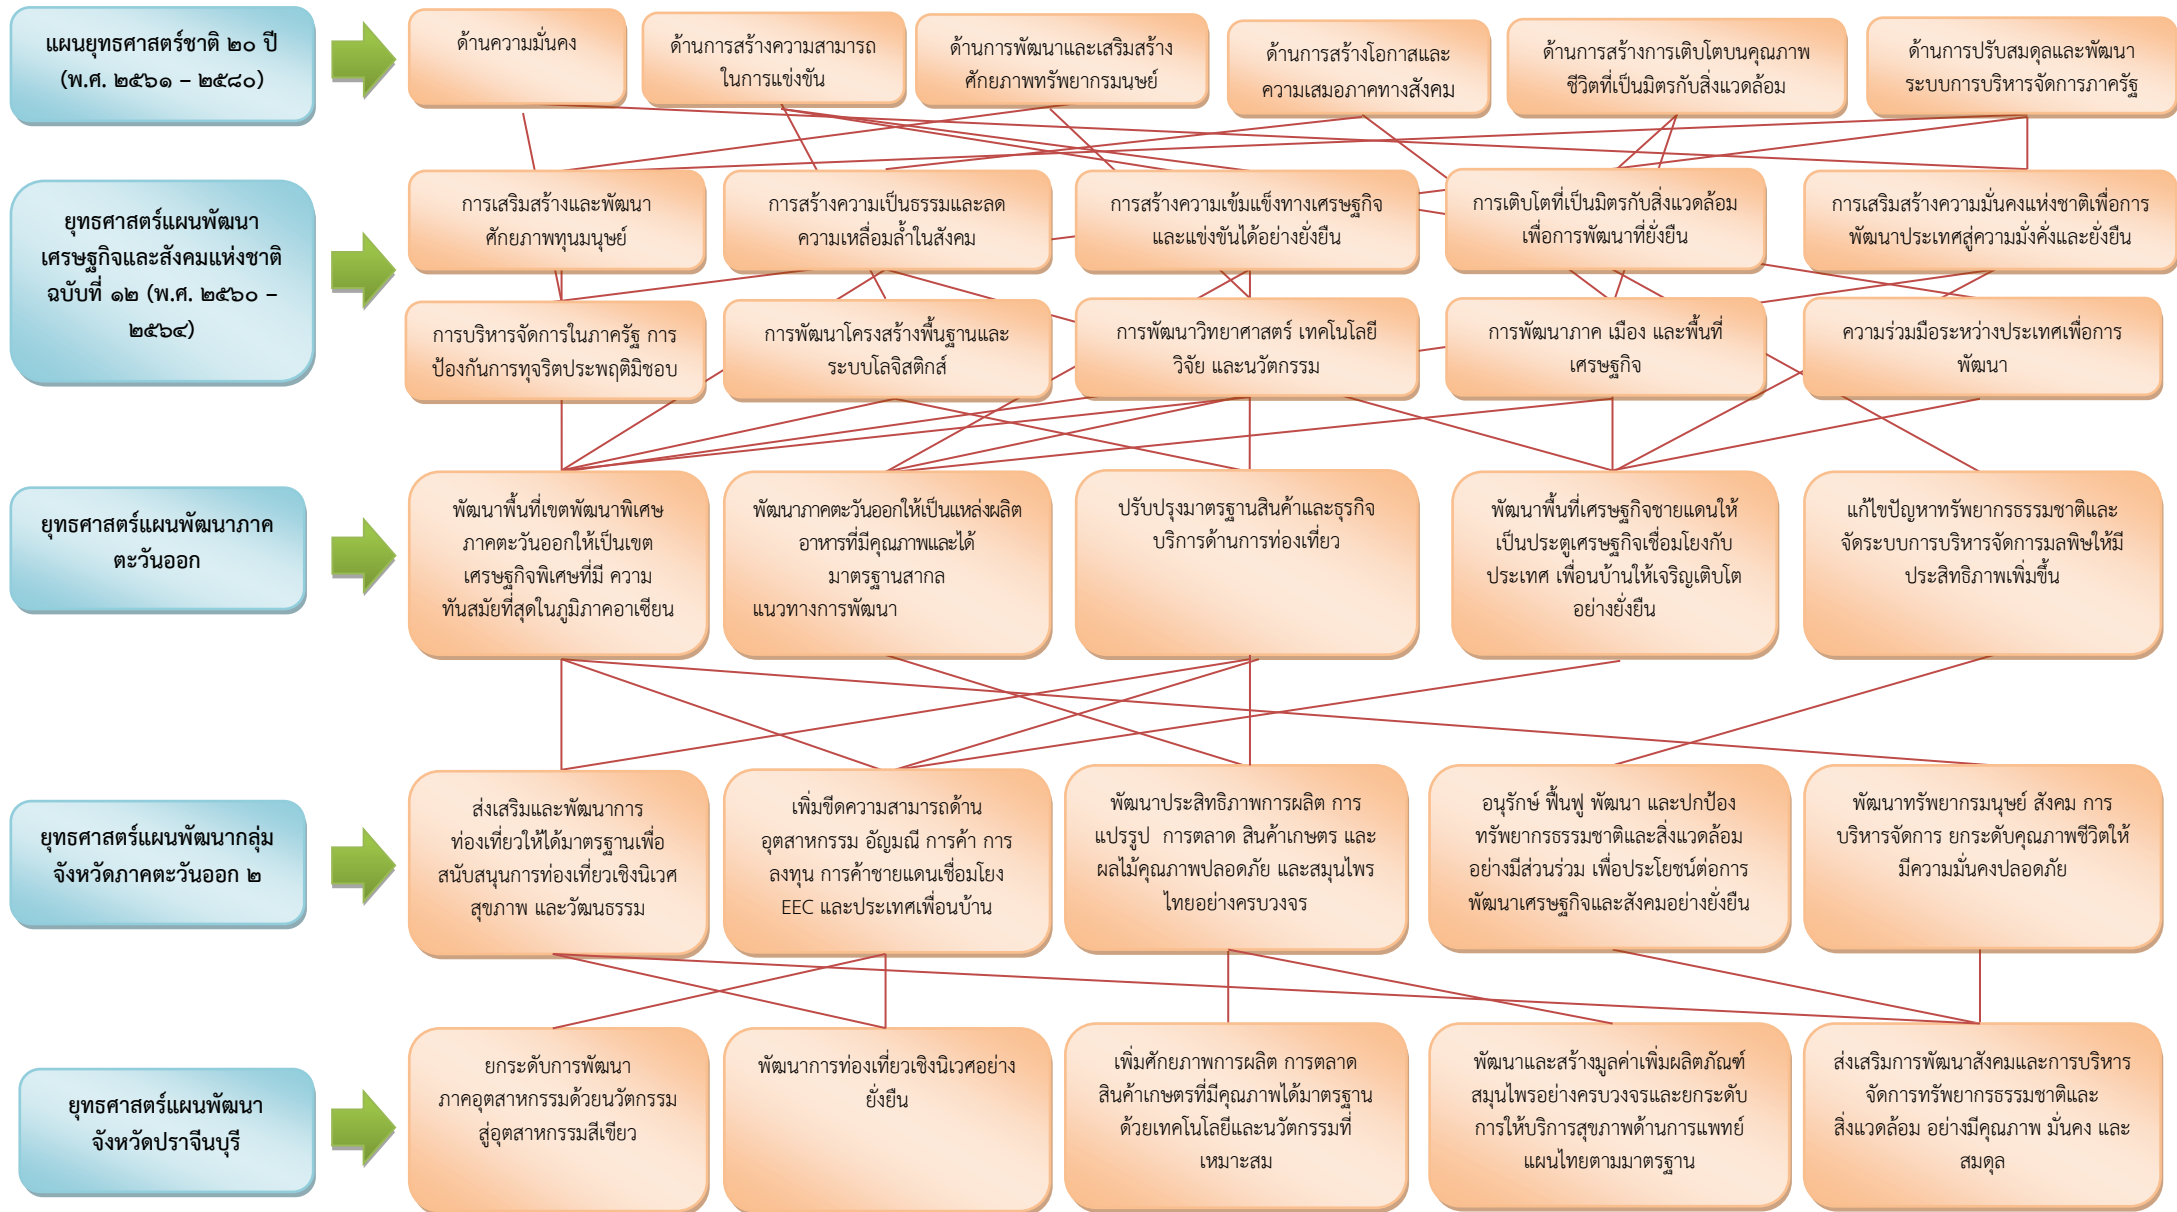 แผนยุทธศาสตร์ชาติ ๒๐ ปี
(พ.ศ. ๒๕๖๑ – ๒๕๘๐)
ด้านความมั่นคง
ด้านการสร้างความสามารถ
ในการแข่งขัน
ด้านการพัฒนาและเสริมสร้าง
ศักยภาพทรัพยากรมนุษย์
ด้านการสร้างโอกาสและ
ความเสมอภาคทางสังคม
ด้านการสร้างการเติบโตบนคุณภาพ
ชีวิตที่เป็นมิตรกับสิ่งแวดล้อม
ด้านการปรับสมดุลและพัฒนา
ระบบการบริหารจัดการภาครัฐ
ยุทธศาสตร์แผนพัฒนา
เศรษฐกิจและสังคมแห่งชาติ
ฉบับที่ ๑๒ (พ.ศ. ๒๕๖๐ –
๒๕๖๔)
การเสริมสร้างและพัฒนา
ศักยภาพทุนมนุษย์
การสร้างความเป็นธรรมและลด
ความเหลื่อมล้ำในสังคม
การสร้างความเข้มแข็งทางเศรษฐกิจ
และแข่งขันได้อย่างยั่งยืน
การเติบโตที่เป็นมิตรกับสิ่งแวดล้อม
เพื่อการพัฒนาที่ยั่งยืน
การเสริมสร้างความมั่นคงแห่งชาติเพื่อการ
พัฒนาประเทศสู่ความมั่งคั่งและยั่งยืน
การบริหารจัดการในภาครัฐ การ
ป้องกันการทุจริตประพฤติมิชอบ
การพัฒนาโครงสร้างพื้นฐานและ
ระบบโลจิสติกส์
การพัฒนาวิทยาศาสตร์ เทคโนโลยี
วิจัย และนวัตกรรม
การพัฒนาภาค เมือง และพื้นที่
เศรษฐกิจ
ความร่วมมือระหว่างประเทศเพื่อการ
พัฒนา
ยุทธศาสตร์แผนพัฒนาภาค
ตะวันออก
พัฒนาพื้นที่เขตพัฒนาพิเศษ
ภาคตะวันออกให้เป็นเขต
เศรษฐกิจพิเศษที่มี ความ
ทันสมัยที่สุดในภูมิภาคอาเซียน
พัฒนาภาคตะวันออกให้เป็นแหล่งผลิต
อาหารที่มีคุณภาพและได้
มาตรฐานสากล
แนวทางการพัฒนา
ปรับปรุงมาตรฐานสินค้าและธุรกิจ
บริการด้านการท่องเที่ยว
พัฒนาพื้นที่เศรษฐกิจชายแดนให้
เป็นประตูเศรษฐกิจเชื่อมโยงกับ
ประเทศ เพื่อนบ้านให้เจริญเติบโต
อย่างยั่งยืน
แก้ไขปัญหาทรัพยากรธรรมชาติและ
จัดระบบการบริหารจัดการมลพิษให้มี
ประสิทธิภาพเพิ่มขึ้น
ยุทธศาสตร์แผนพัฒนากลุ่ม
จังหวัดภาคตะวันออก ๒
ส่งเสริมและพัฒนาการ
ท่องเที่ยวให้ได้มาตรฐานเพื่อ
สนับสนุนการท่องเที่ยวเชิงนิเวศ
สุขภาพ และวัฒนธรรม
เพิ่มขีดความสามารถด้าน
อุตสาหกรรม อัญมณี การค้า การ
ลงทุน การค้าชายแดนเชื่อมโยง
EEC และประเทศเพื่อนบ้าน
พัฒนาประสิทธิภาพการผลิต การ
แปรรูป การตลาด สินค้าเกษตร และ
ผลไม้คุณภาพปลอดภัย และสมุนไพร
ไทยอย่างครบวงจร
อนุรักษ์ ฟื้นฟู พัฒนา และปกป้อง
ทรัพยากรธรรมชาติและสิ่งแวดล้อม
อย่างมีส่วนร่วม เพื่อประโยชน์ต่อการ
พัฒนาเศรษฐกิจและสังคมอย่างยั่งยืน
พัฒนาทรัพยากรมนุษย์ สังคม การ
บริหารจัดการ ยกระดับคุณภาพชีวิตให้
มีความมั่นคงปลอดภัย
ยุทธศาสตร์แผนพัฒนา
จังหวัดปราจีนบุรี
ยกระดับการพัฒนา
ภาคอุตสาหกรรมด้วยนวัตกรรม
สู่อุตสาหกรรมสีเขียว
พัฒนาการท่องเที่ยวเชิงนิเวศอย่าง
ยั่งยืน
เพิ่มศักยภาพการผลิต การตลาด
สินค้าเกษตรที่มีคุณภาพได้มาตรฐาน
ด้วยเทคโนโลยีและนวัตกรรมที่
เหมาะสม
พัฒนาและสร้างมูลค่าเพิ่มผลิตภัณฑ์
สมุนไพรอย่างครบวงจรและยกระดับ
การให้บริการสุขภาพด้านการแพทย์
แผนไทยตามมาตรฐาน
ส่งเสริมการพัฒนาสังคมและการบริหาร
จัดการทรัพยากรธรรมชาติและ
สิ่งแวดล้อม อย่างมีคุณภาพ มั่นคง และ
สมดุล